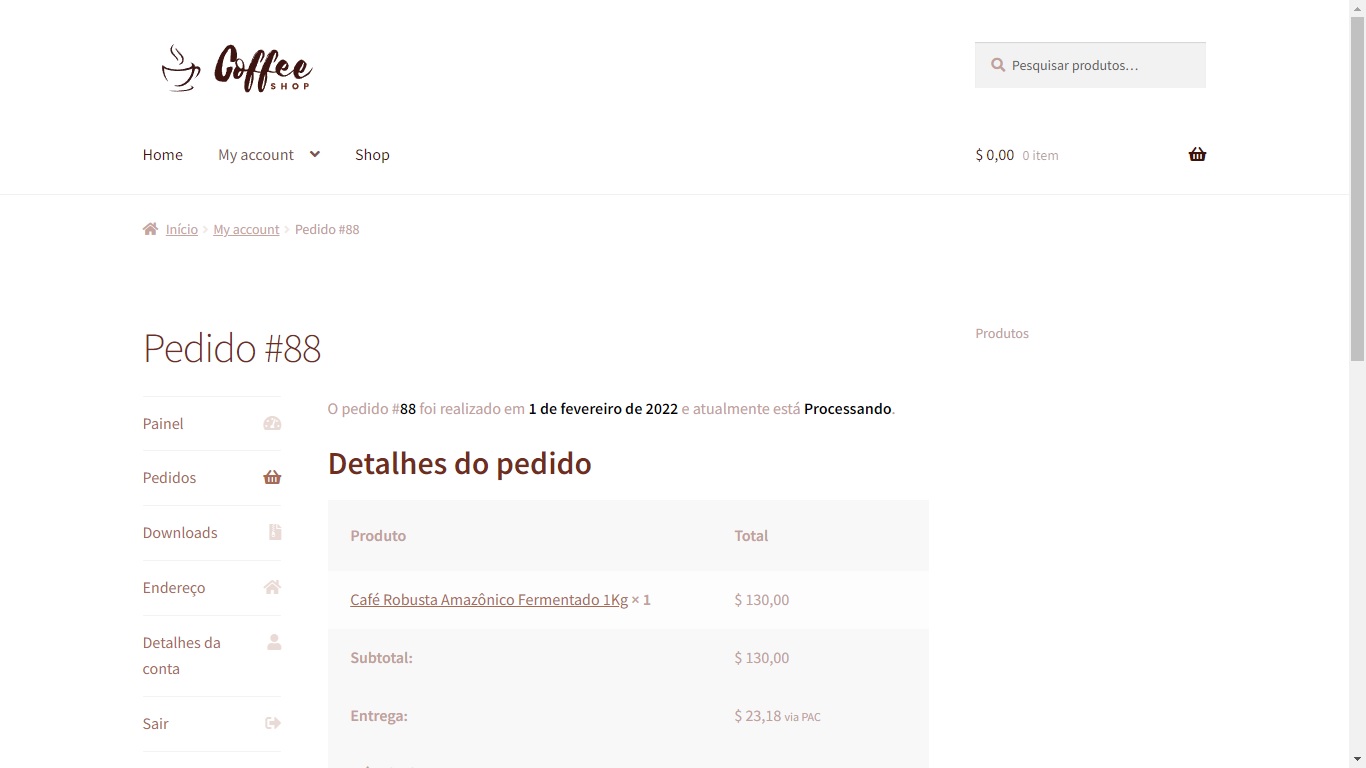 Coffee
SHOP
Pesquisar produtos…
Home My account Shop
$ 0,00 0 item
Início My account Pedido #88
Pedido #88
Produtos
Painel
Pedidos
Downloads
Endereço
Detalhes da
conta
Sair
O pedido #88 foi realizado em 1 de fevereiro de 2022 e atualmente está Processando.
Detalhes do pedido
Produto Total
Café Robusta Amazônico Fermentado 1Kg × 1 $ 130,00
Subtotal: $ 130,00
Entrega: $ 23,18 via PAC